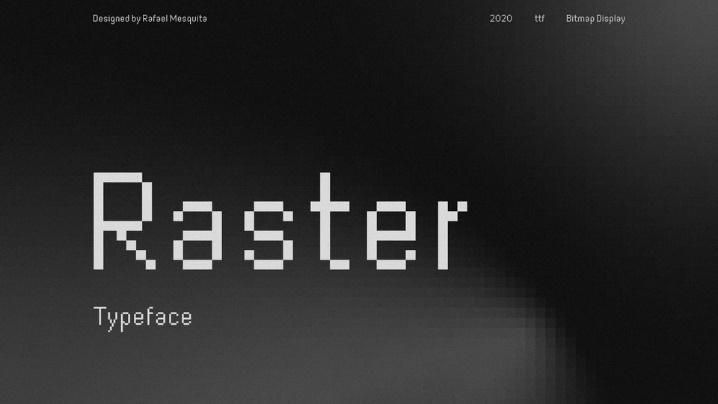 Designed by Rafael Mesquita
2020 ttf Bitmap Display
Raster
Typeface